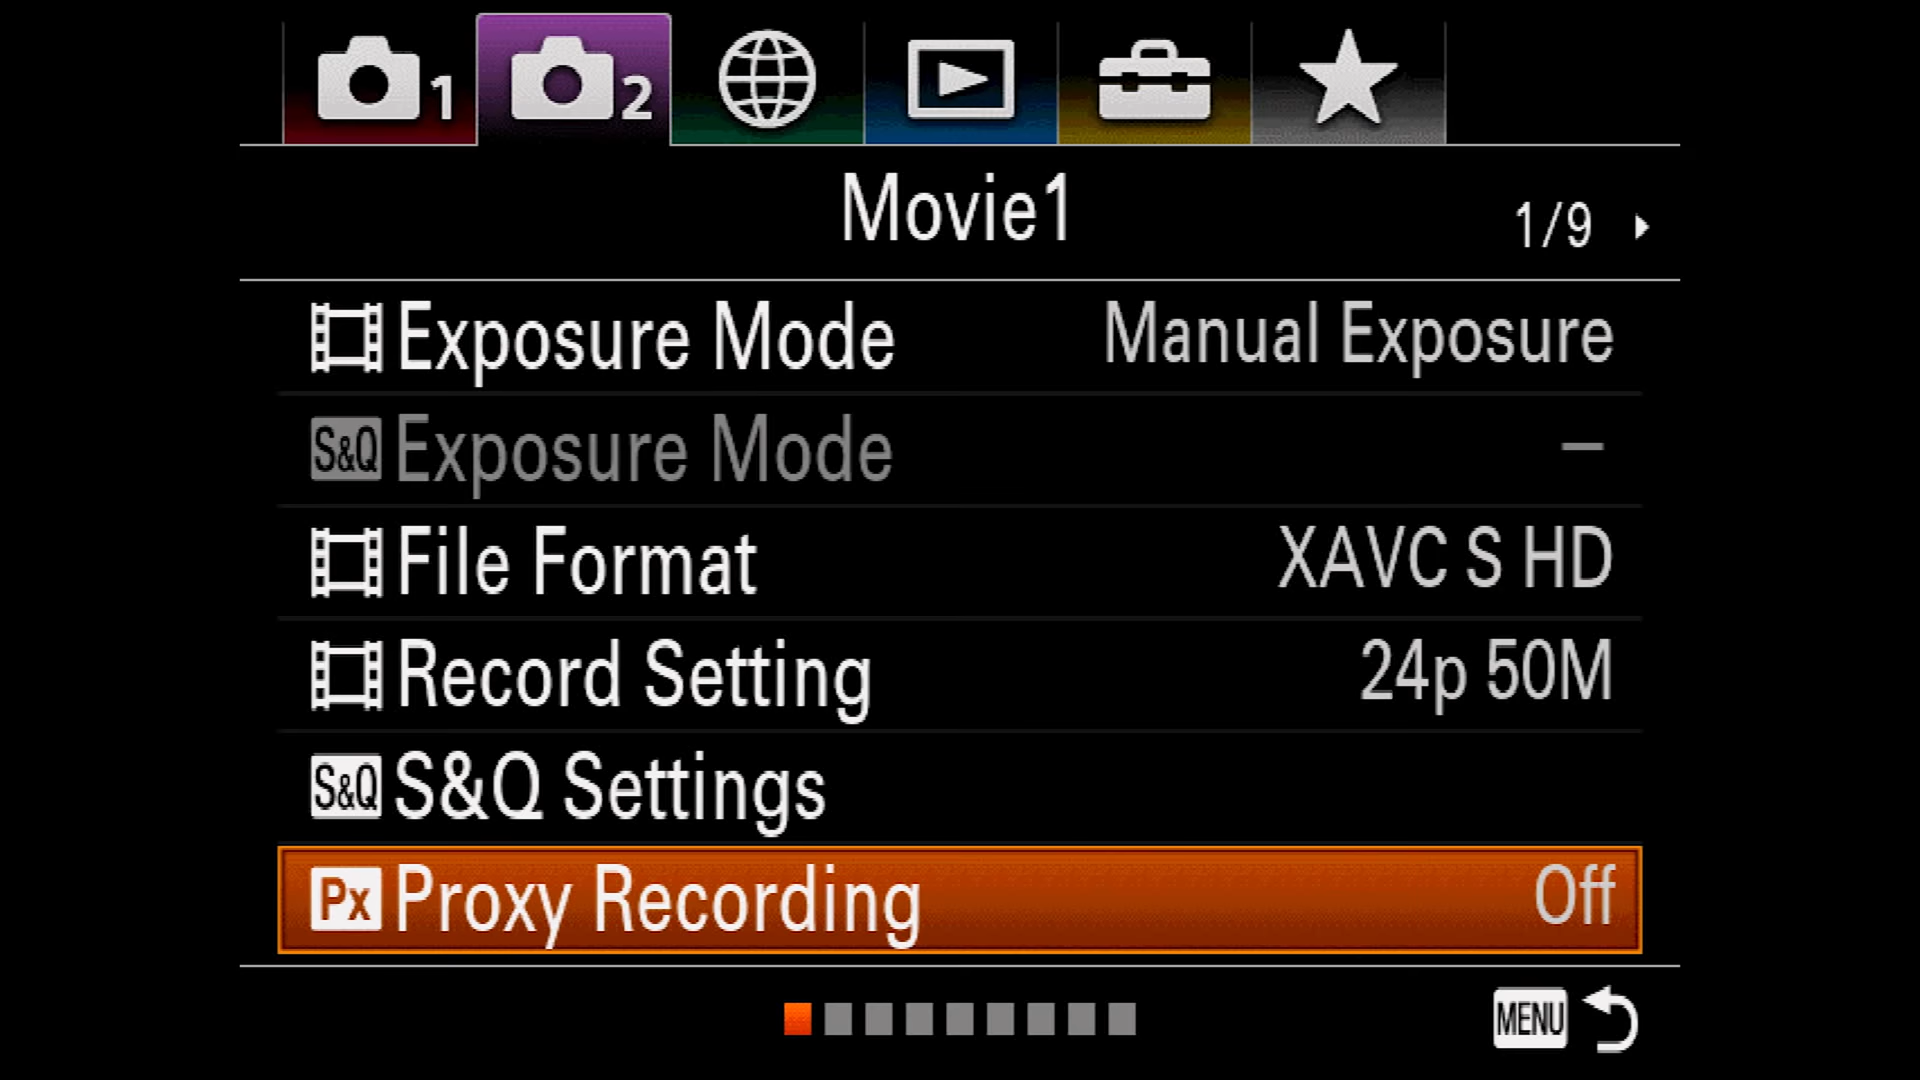 1
2
Movie1
1/9
Exposure Mode Manual Exposure
S&Q Exposure Mode –
File Format XAVC S HD
Record Setting 24p 50M
S&Q S&Q Settings
Px Proxy Recording Off
MENU